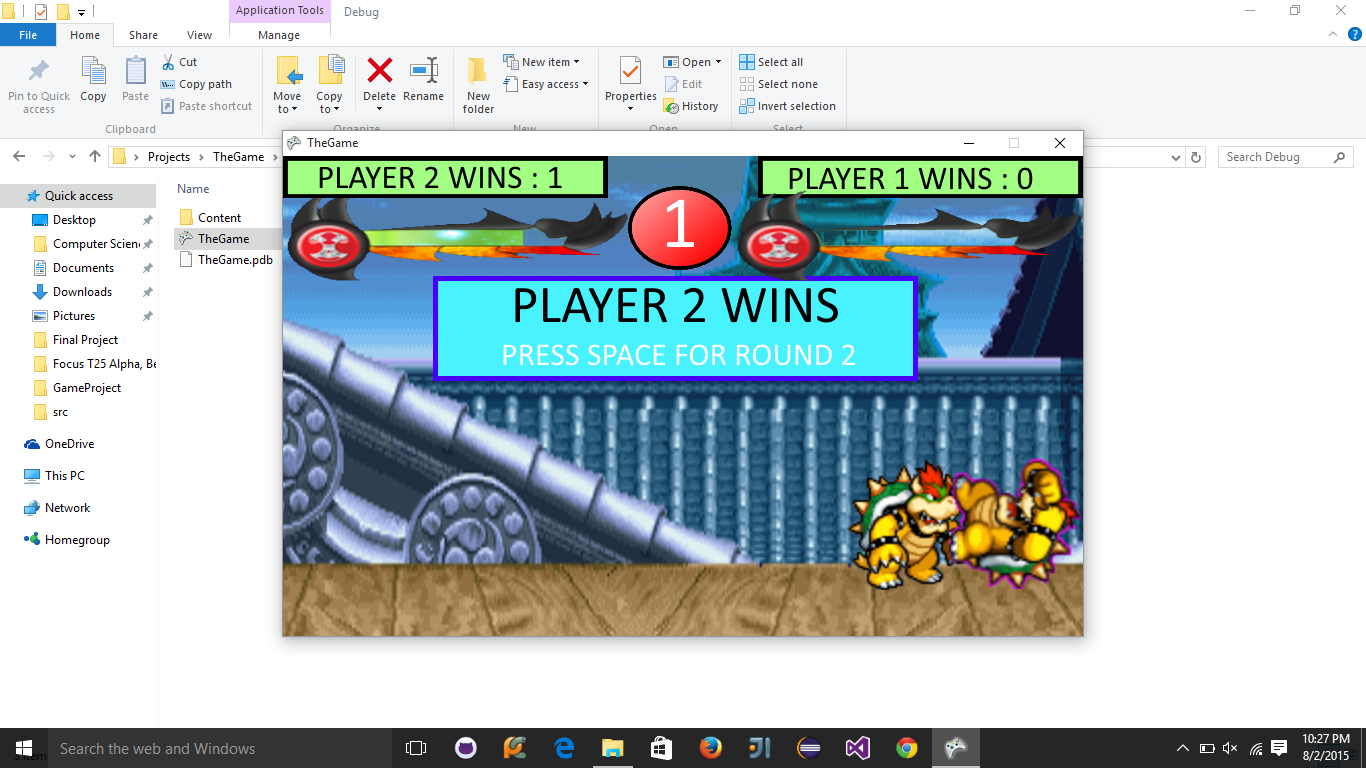 Application Tools
Debug
File
Home
Share
View
Manage
Pin to Quick access
Copy
Paste
Cut
Copy path
Paste shortcut
Clipboard
Move to
Copy to
Delete
Rename
Organize
New folder
New item
Easy access
New
Properties
Open
Edit
History
Open
Select all
Select none
Invert selection
Select
Projects
TheGame
Search Debug
Quick access
Desktop
Computer Scien
Documents
Downloads
Pictures
Final Project
Focus T25 Alpha, Be
GameProject
src
OneDrive
This PC
Network
Homegroup
Name
Content
TheGame
TheGame.pdb
TheGame
PLAYER 2 WINS : 1
1
PLAYER 1 WINS : 0
PLAYER 2 WINS
PRESS SPACE FOR ROUND 2
Search the web and Windows
10:27 PM
8/2/2015